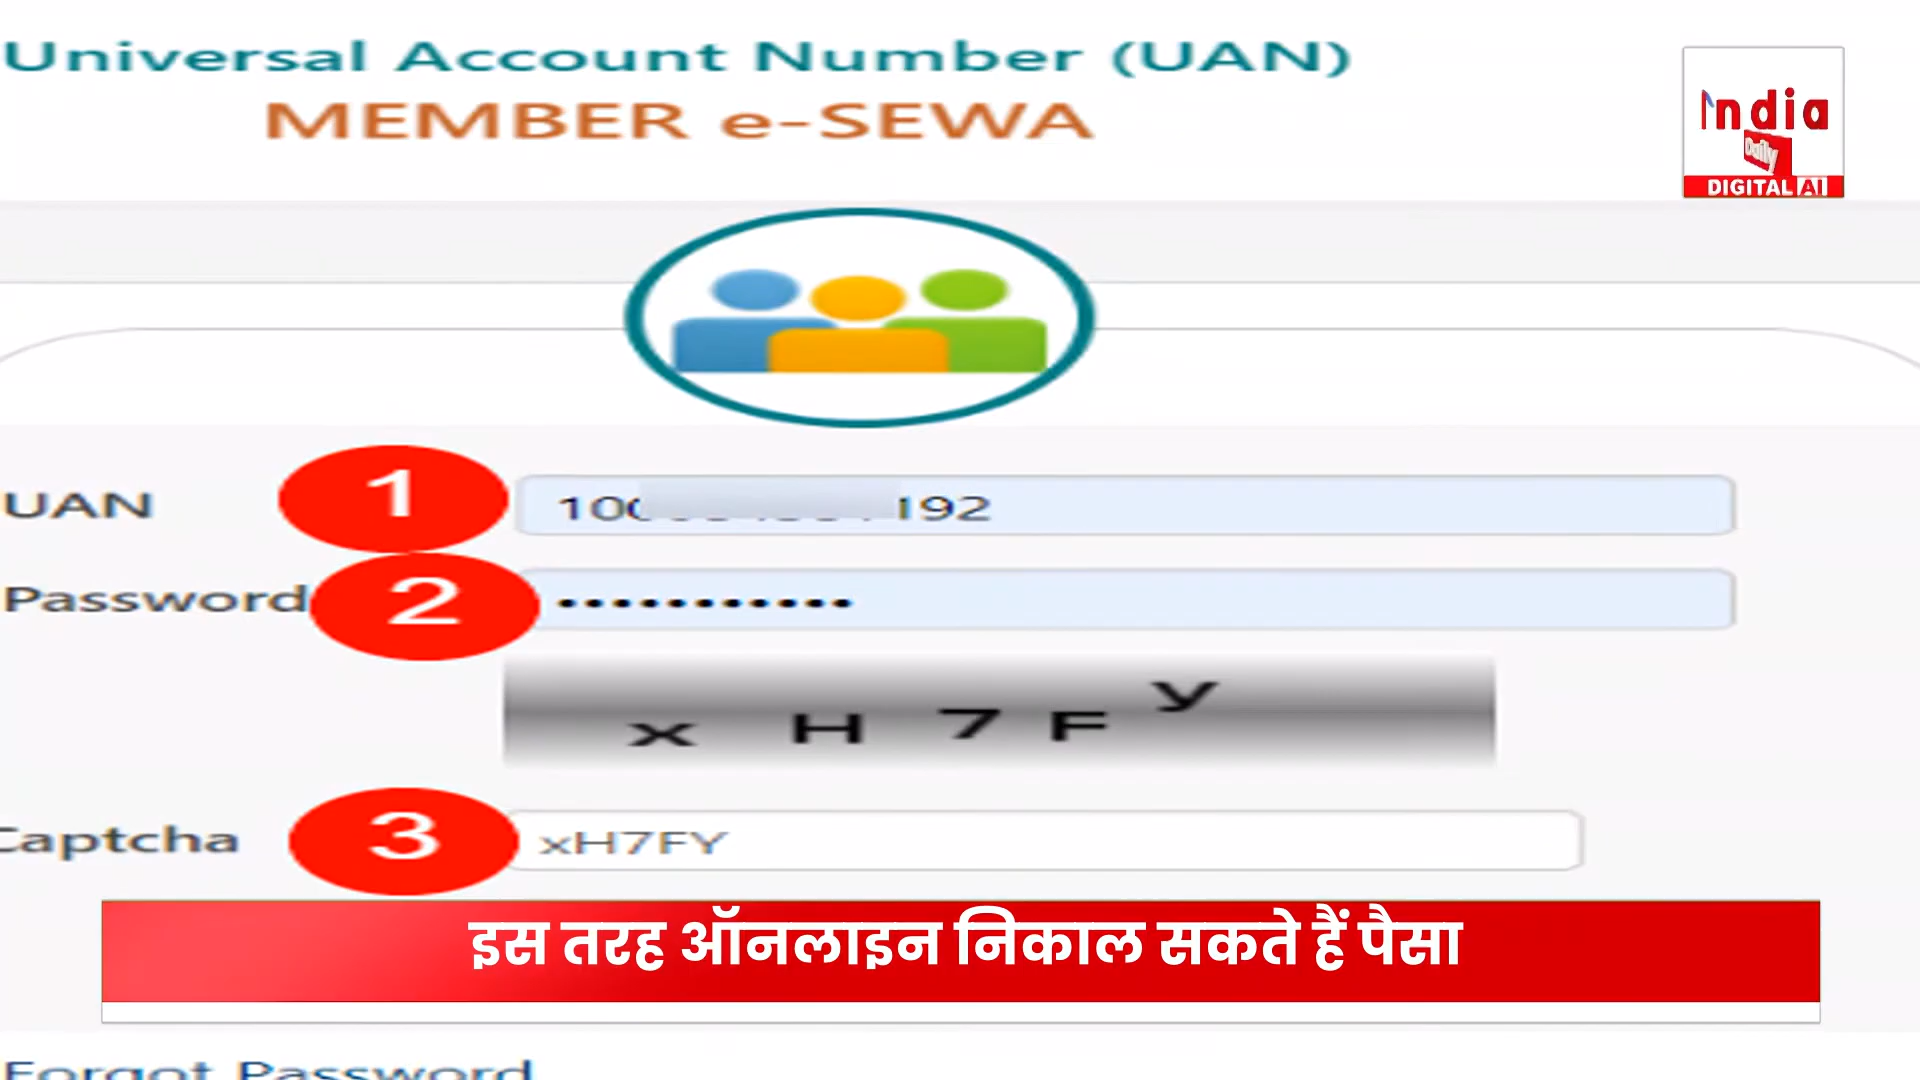 Universal Account Number (UAN)
MEMBER e-SEWA
India
Daily
DIGITAL AI
UAN
1
192
Password
2
•••••••••••
x H 7 F y
Captcha
3
xH7FY
इस तरह ऑनलाइन निकाल सकते हैं पैसा
Forgot Password